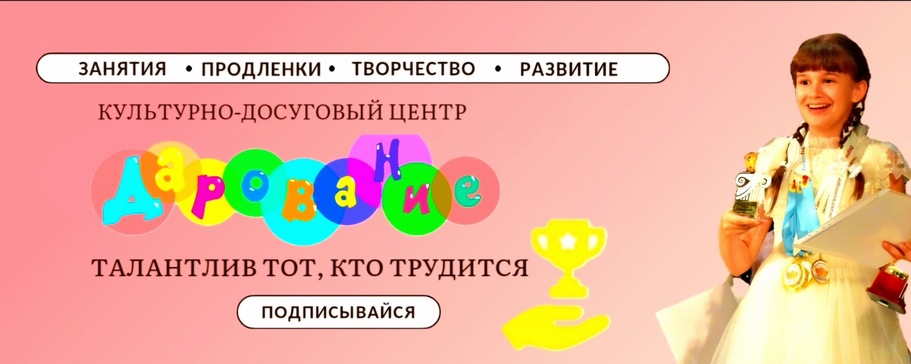 ЗАНЯТИЯ • ПРОДЛЕНКИ • ТВОРЧЕСТВО • РАЗВИТИЕ
КУЛЬТУРНО-ДОСУГОВЫЙ ЦЕНТР
Дарование
ТАЛАНТЛИВ ТОТ, КТО ТРУДИТСЯ
ПОДПИСЫВАЙСЯ